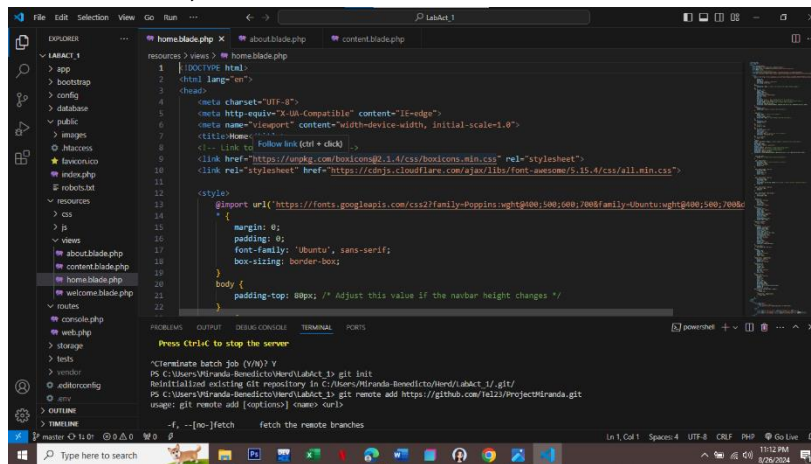 File Edit Selection View Go Run ... LabAct_1
EXPLORER ...
LABACT_1
app
bootstrap
config
database
public
images
.htaccess
favicon.ico
index.php
robots.txt
resources
css
js
views
about.blade.php
content.blade.php
home.blade.php
welcome.blade.php
routes
console.php
web.php
storage
tests
vendor
.editorconfig
.env
OUTLINE
TIMELINE
home.blade.php about.blade.php content.blade.php
resources > views > home.blade.php
1 <!DOCTYPE html>
2 <html lang="en">
3 <head>
4 <meta charset="UTF-8">
5 <meta http-equiv="X-UA-Compatible" content="IE=edge">
6 <meta name="viewport" content="width=device-width, initial-scale=1.0">
7 <title>Home
Follow link (ctrl + click)
8 <!-- Link to -->
9 <link href="https://unpkg.com/boxicons@2.1.4/css/boxicons.min.css" rel="stylesheet">
10 <link rel="stylesheet" href="https://cdnjs.cloudflare.com/ajax/libs/font-awesome/5.15.4/css/all.min.css">
11
12 <style>
13 @import url('https://fonts.googleapis.com/css2?family=Poppins:wght@400;500;600;700&family=Ubuntu:wght@400;500;700&d
14 * {
15 margin: 0;
16 padding: 0;
17 font-family: 'Ubuntu', sans-serif;
18 box-sizing: border-box;
19 }
20 body {
21 padding-top: 80px; /* Adjust this value if the navbar height changes */
22 }
PROBLEMS OUTPUT DEBUG CONSOLE TERMINAL PORTS powershell
Press Ctrl+C to stop the server
^CTerminate batch job (Y/N)? Y
PS C:\Users\Miranda-Benedicto\Herd\LabAct_1> git init
Reinitialized existing Git repository in C:/Users/Miranda-Benedicto/Herd/LabAct_1/.git/
PS C:\Users\Miranda-Benedicto\Herd\LabAct_1> git remote add https://github.com/Tel23/ProjectMiranda.git
usage: git remote add [<options>] <name> <url>
-f, --[no-]fetch fetch the remote branches
master 1↓ 0↑ 0 0 0 Ln 1, Col 1 Spaces: 4 UTF-8 CRLF PHP Go Live
Type here to search
11:12 PM
8/26/2024